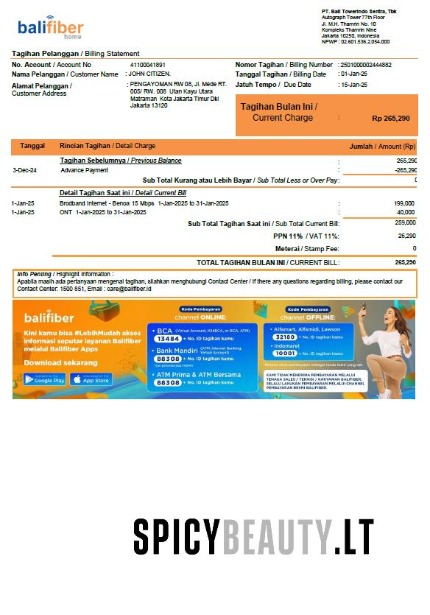 balifiber
home
PT. Bali Towerindo Sentra, Tbk
Autograph Tower 77th Floor
Jl. M.H. Thamrin No. 10
Kompleks Thamrin Nine
Jakarta 10250, Indonesia
NPWP : 02.601.535.2.054.000
Tagihan Pelanggan / Billing Statement
No. Account / Account No : 41100041891
Nomor Tagihan / Billing Number : 2501000002444882
Nama Pelanggan / Customer Name : JOHN CITIZEN.
Tanggal Tagihan / Billing Date : 01-Jan-25
Alamat Pelanggan / Customer Address : PENGAYOMAN RW 08, JL. Mede RT. 005/ RW. 008 Utan Kayu Utara Matraman Kota Jakarta Timur Dki Jakarta 13120
Jatuh Tempo / Due Date : 15-Jan-25
Tagihan Bulan Ini / Current Charge : Rp 265,290
Tanggal Rincian Tagihan / Detail Charge Jumlah / Amount (Rp)
Tagihan Sebelumnya / Previous Balance : 265,290
3-Dec-24 Advance Payment -265,290
Sub Total Kurang atau Lebih Bayar / Sub Total Less or Over Pay : 0
Detail Tagihan Saat ini / Detail Current Bill
1-Jan-25 Brodband Internet - Benoa 15 Mbps 1-Jan-2025 to 31-Jan-2025 : 199,000
1-Jan-25 ONT 1-Jan-2025 to 31-Jan-2025 : 40,000
Sub Total Tagihan Saat ini / Sub Total Current Bill: 239,000
PPN 11% / VAT 11%: 26,290
Meterai / Stamp Fee: 0
TOTAL TAGIHAN BULAN INI / CURRENT BILL: 265,290
Info Penting / Highlight Information :
Apabila masih ada pertanyaan mengenai tagihan, silahkan menghubungi Contact Center / If there any questions regarding billing, please contact our
Contact Center: 1500 851, Email : care@balifiber.id
balifiber
Kini kamu bisa #LebihMudah akses
informasi seputar layanan Balifiber
melalui Balifiber Apps
Download sekarang
Google Play
App Store
Kode Pembayaran
channel ONLINE:
• BCA
13484 + No. ID tagihan kamu
• Bank Mandiri
88308 + No. ID tagihan kamu
• ATM Prima & ATM Bersama
88308 + No. ID tagihan kamu
Kode Pembayaran
channel OFFLINE:
• Alfamart, Alfamidi, Lawson
32160 + No. ID tagihan kamu
• Indomaret
10001 + No. ID tagihan kamu
SPICYBEAUTY.LT